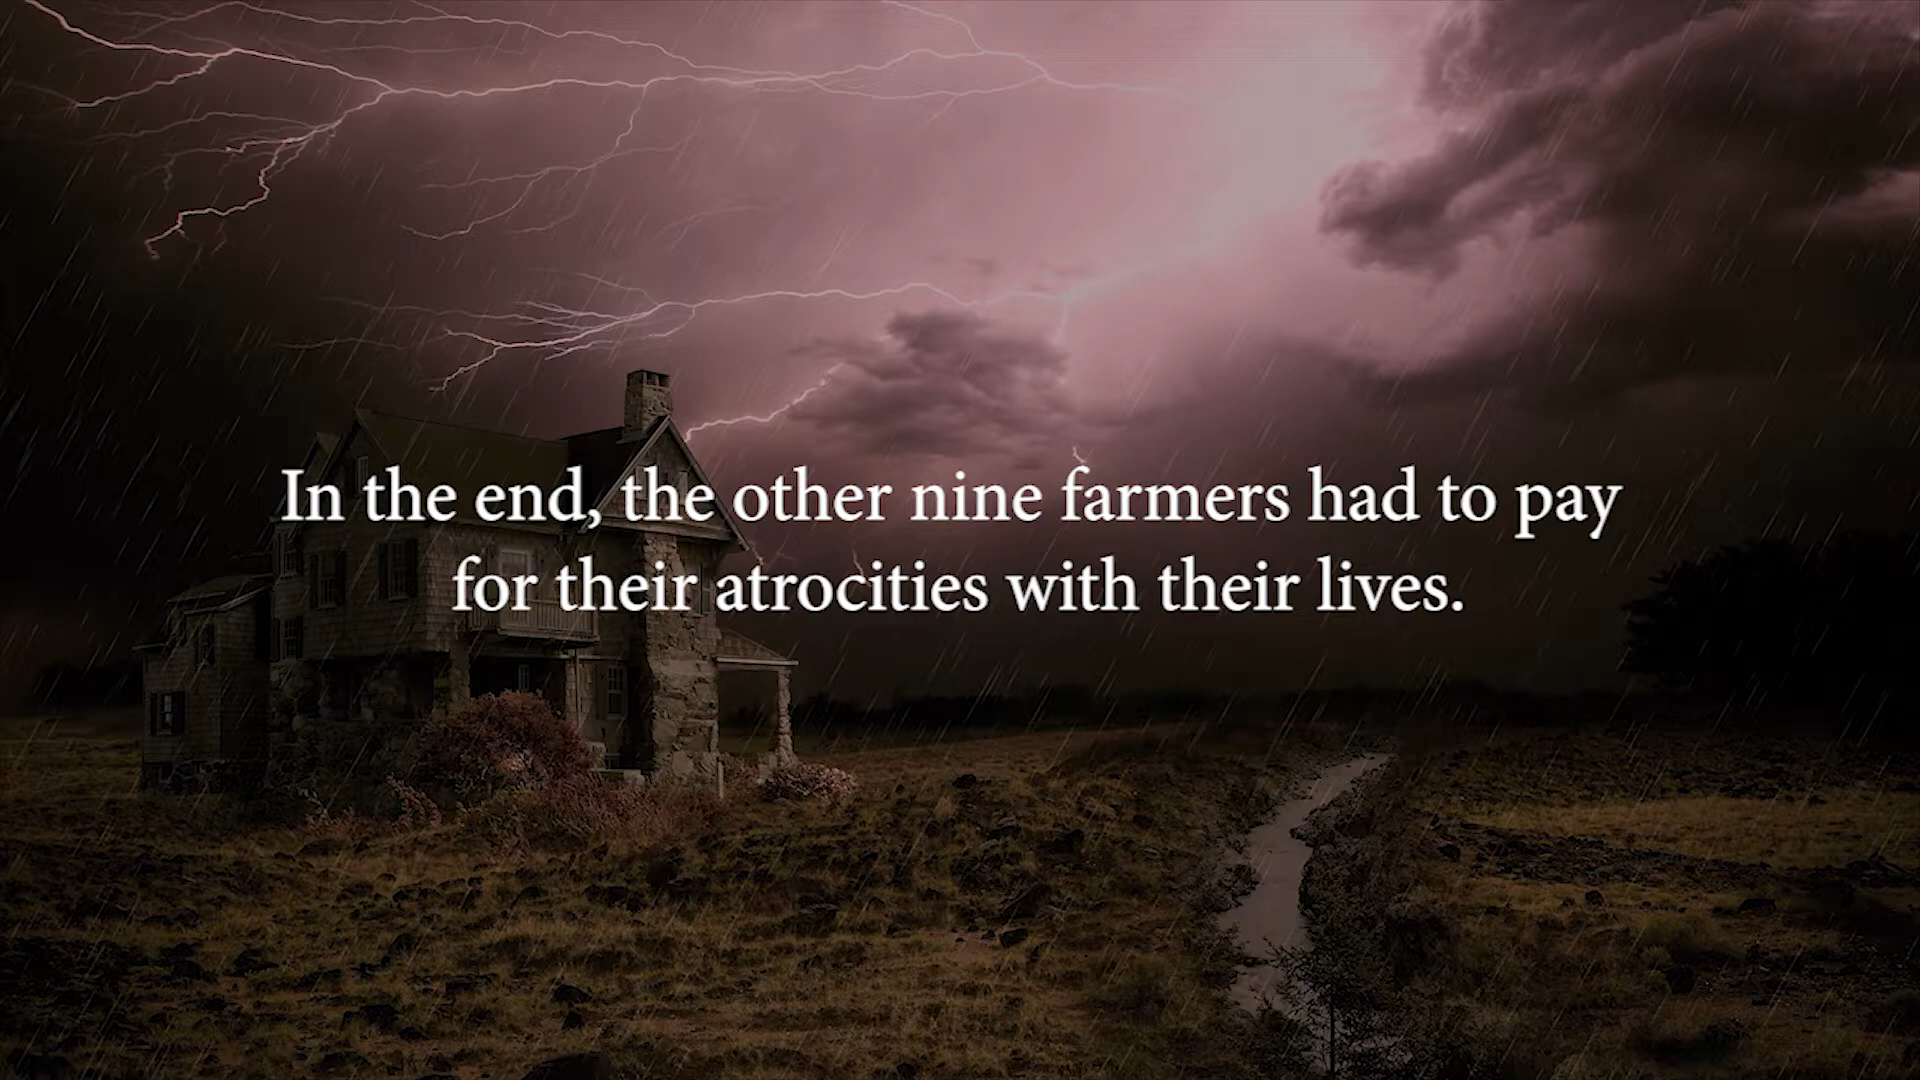 In the end, the other nine farmers had to pay
for their atrocities with their lives.